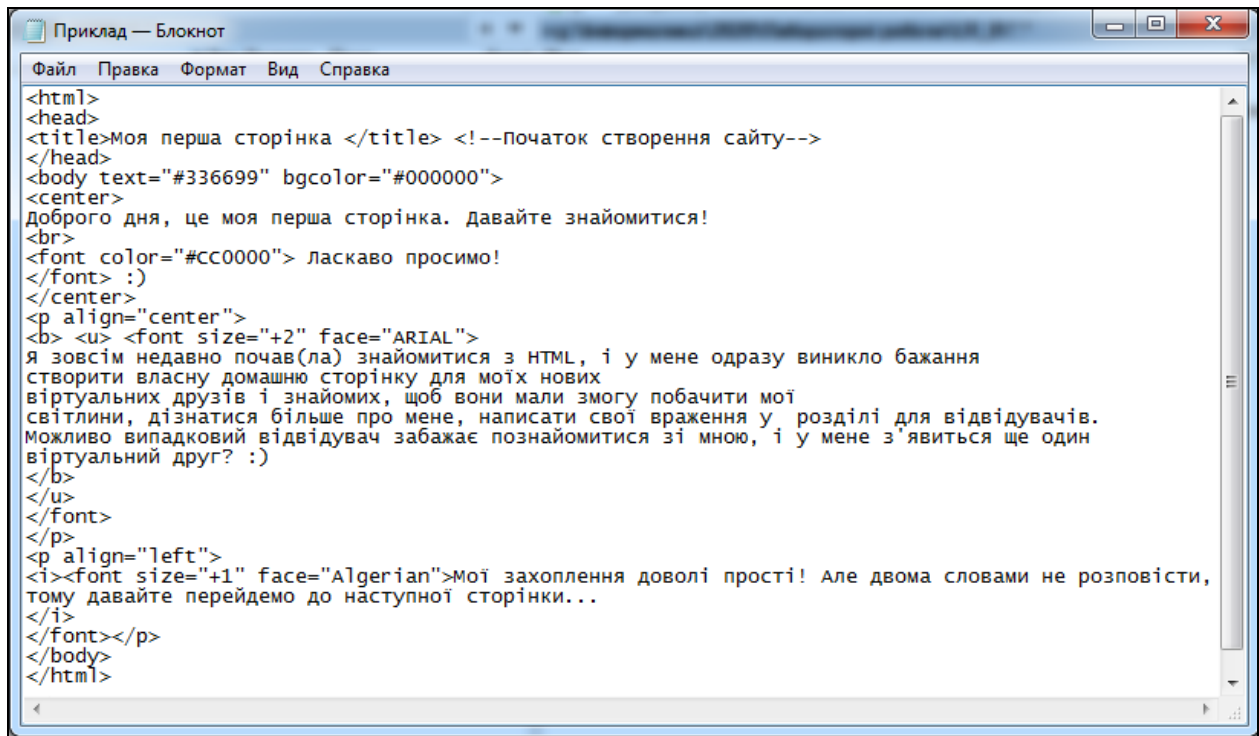 Приклад — Блокнот
Файл Правка Формат Вид Справка
<html>
<head>
<title>Моя перша сторінка </title> <!--Початок створення сайту-->
</head>
<body text="#336699" bgcolor="#000000">
<center>
Доброго дня, це моя перша сторінка. Давайте знайомитися!
<br>
<font color="#CC0000"> Ласкаво просимо!
</font> :)
</center>
<p align="center">
<b> <u> <font size="+2" face="ARIAL">
Я зовсім недавно почав(ла) знайомитися з HTML, і у мене одразу виникло бажання
створити власну домашню сторінку для моїх нових
віртуальних друзів і знайомих, щоб вони мали змогу побачити мої
світлини, дізнатися більше про мене, написати свої враження у  розділі для відвідувачів.
Можливо випадковий відвідувач забажає познайомитися зі мною, і у мене з'явиться ще один
віртуальний друг? :)
</b>
</u>
</font>
</p>
<p align="left">
<i><font size="+1" face="Algerian">Мої захоплення доволі прості! Але двома словами не розповісти,
тому давайте перейдемо до наступної сторінки...
</i>
</font></p>
</body>
</html>